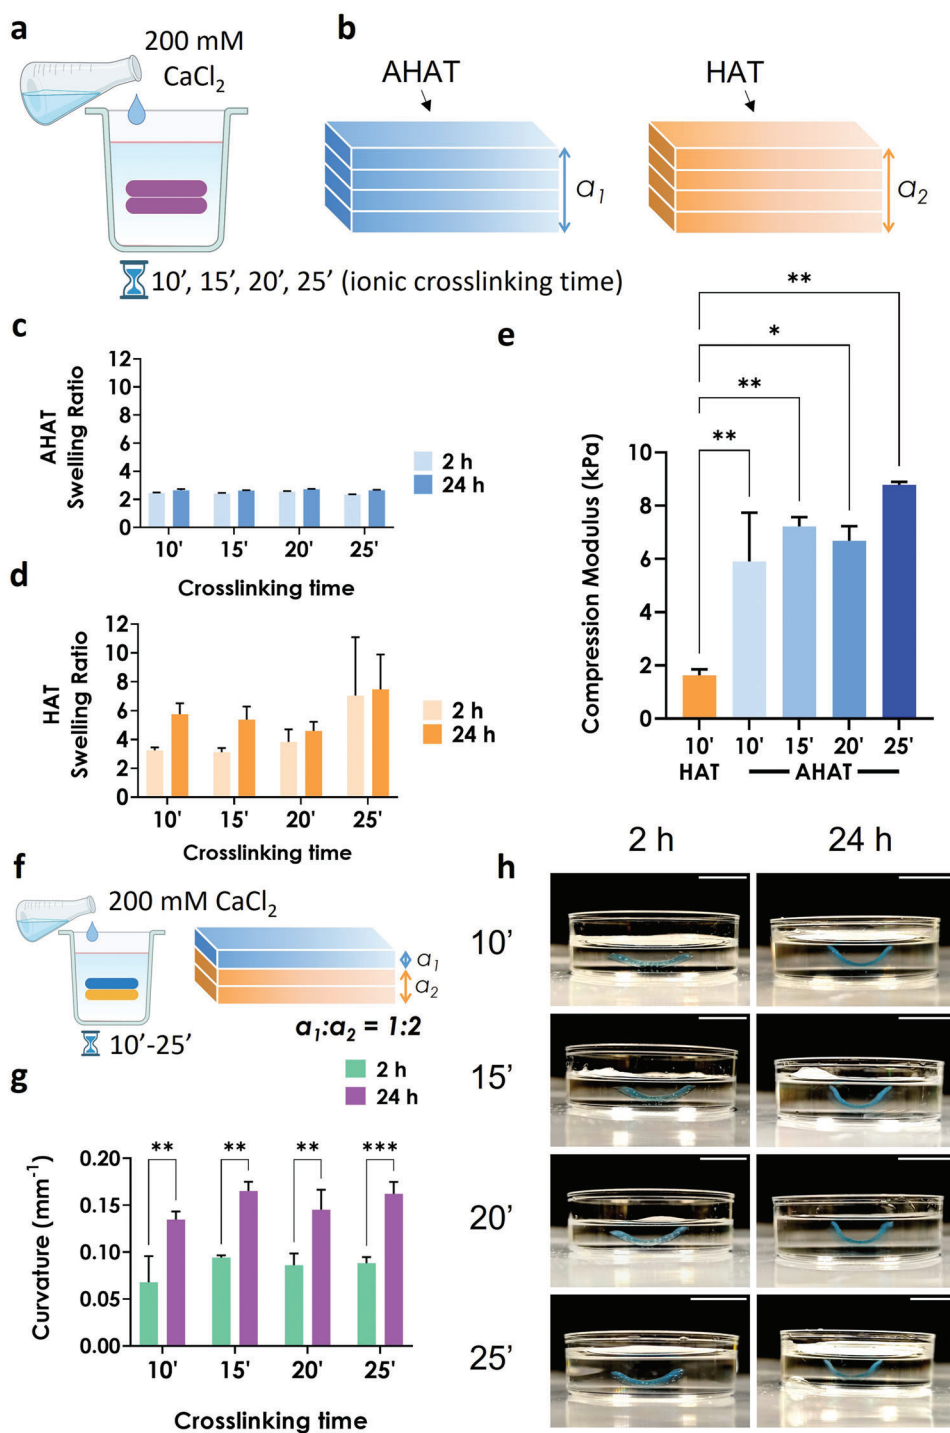 a
200 mM
CaCl2
10’, 15’, 20’, 25’ (ionic crosslinking time)
b
AHAT
HAT
a1
a2
c
AHAT
Swelling Ratio
12
10
8
6
4
2
0
10' 15' 20' 25'
Crosslinking time
2 h
24 h
d
HAT
Swelling Ratio
12
10
8
6
4
2
0
10' 15' 20' 25'
Crosslinking time
2 h
24 h
e
Compression Modulus (kPa)
10
8
6
4
2
0
**
*
**
**
10' 10' 15' 20' 25'
HAT AHAT
f
200 mM CaCl2
10’-25’
a1
a2
a1:a2 = 1:2
g
2 h
24 h
Curvature (mm-1)
0.20
0.15
0.10
0.05
0.00
** ** ** ***
10' 15' 20' 25'
Crosslinking time
h
2 h 24 h
10’
15’
20’
25’